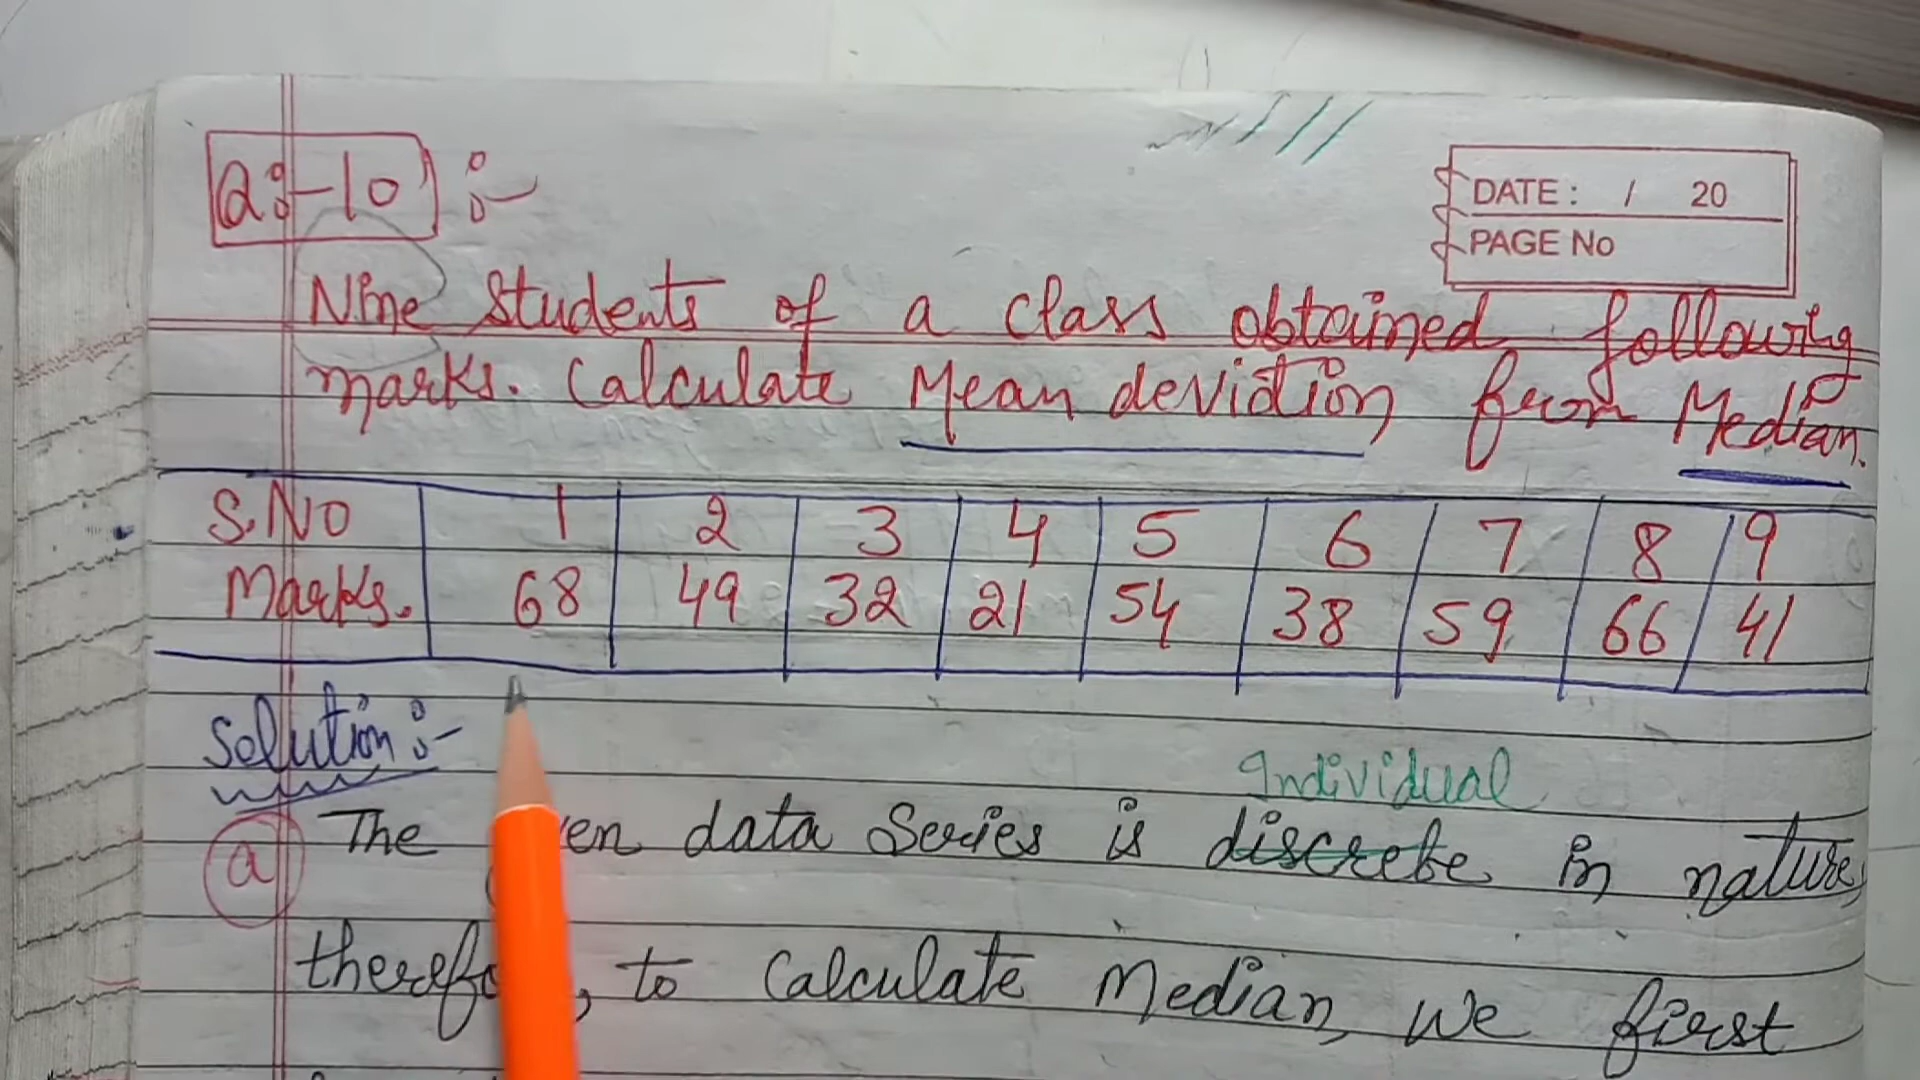 Q:-10 :-
DATE : / 20
PAGE No
Nine Students of a class obtained following
marks. Calculate Mean deviation from Median.
S.No 1 2 3 4 5 6 7 8 9
Marks. 68 49 32 21 54 38 59 66 41
Solution :-
Individual
a The en data Series is discrete in nature,
theref , to Calculate Median, we first